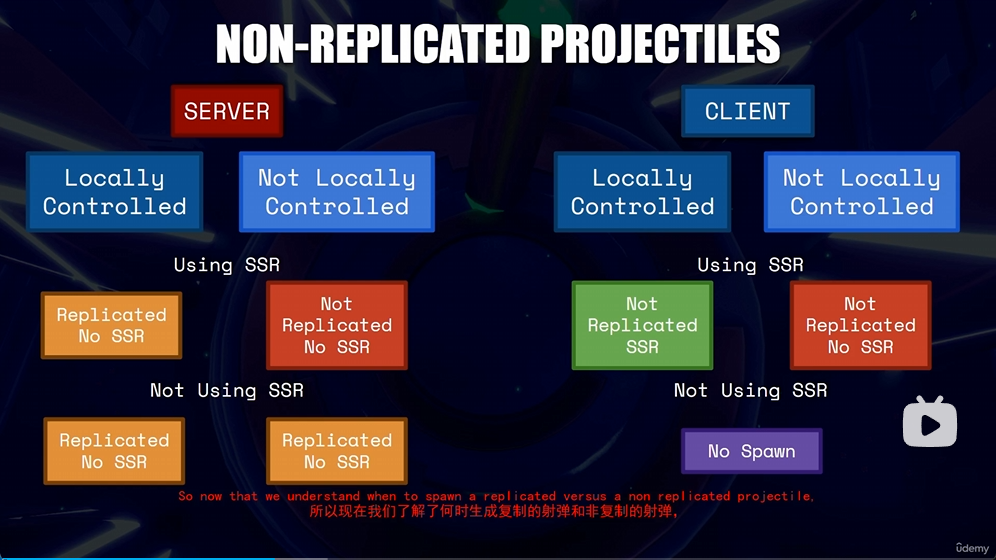 NON-REPLICATED PROJECTILES
SERVER
CLIENT
Locally
Controlled
Not Locally
Controlled
Locally
Controlled
Not Locally
Controlled
Using SSR
Using SSR
Replicated
No SSR
Not
Replicated
No SSR
Not
Replicated
SSR
Not
Replicated
No SSR
Not Using SSR
Not Using SSR
Replicated
No SSR
Replicated
No SSR
No Spawn
So now that we understand when to spawn a replicated versus a non replicated projectile,
所以现在我们了解了何时生成复制的射弹和非复制的射弹，
ûdemy